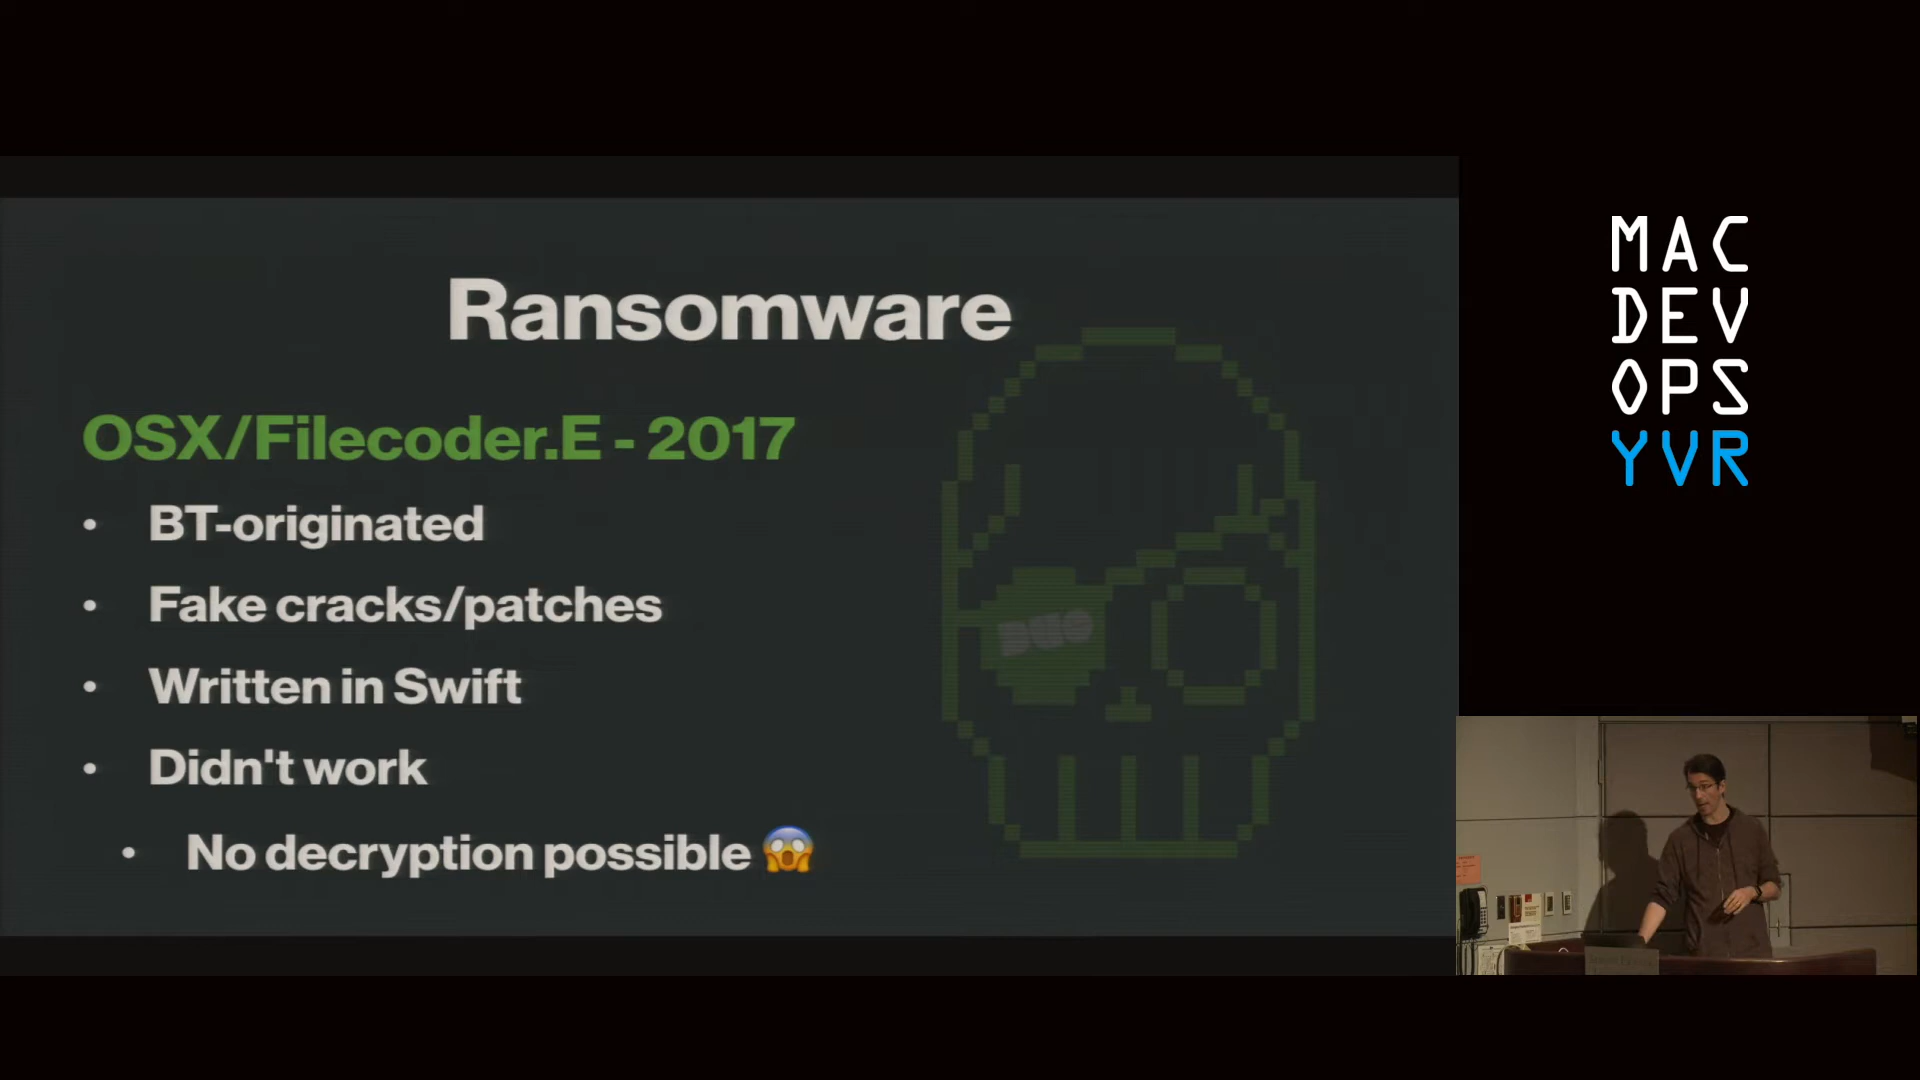 Ransomware
OSX/Filecoder.E - 2017
• BT-originated
• Fake cracks/patches
• Written in Swift
• Didn't work
• No decryption possible 😱
DUO
MAC
DEV
OPS
YVR